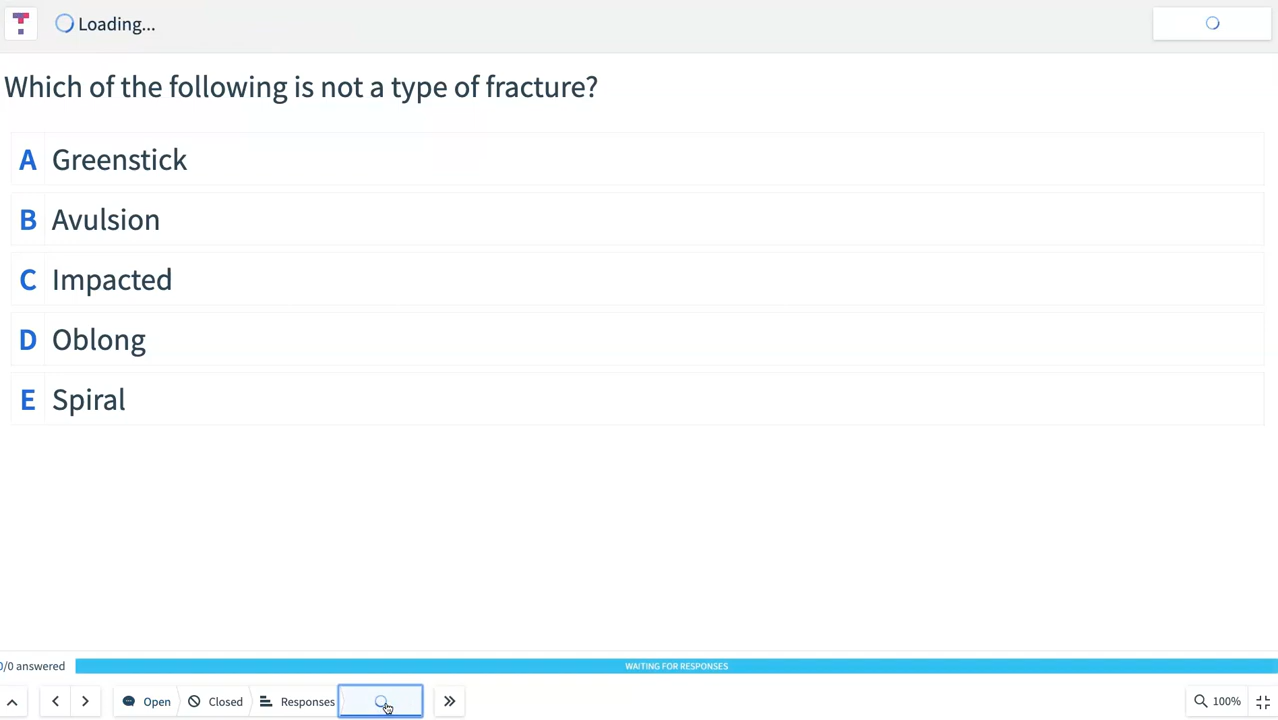 Loading...
Which of the following is not a type of fracture?
A Greenstick
B Avulsion
C Impacted
D Oblong
E Spiral
0/0 answered WAITING FOR RESPONSES
Open Closed Responses 100%